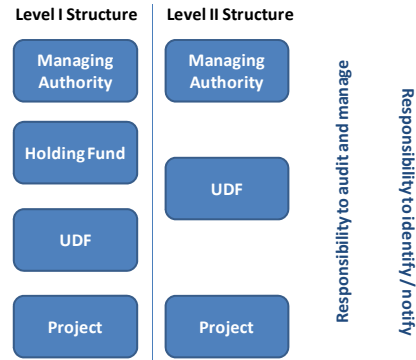 Level I Structure
Managing
Authority
Holding Fund
UDF
Project
Level II Structure
Managing
Authority
UDF
Project
Responsibility to audit and manage
Responsibility to identify / notify